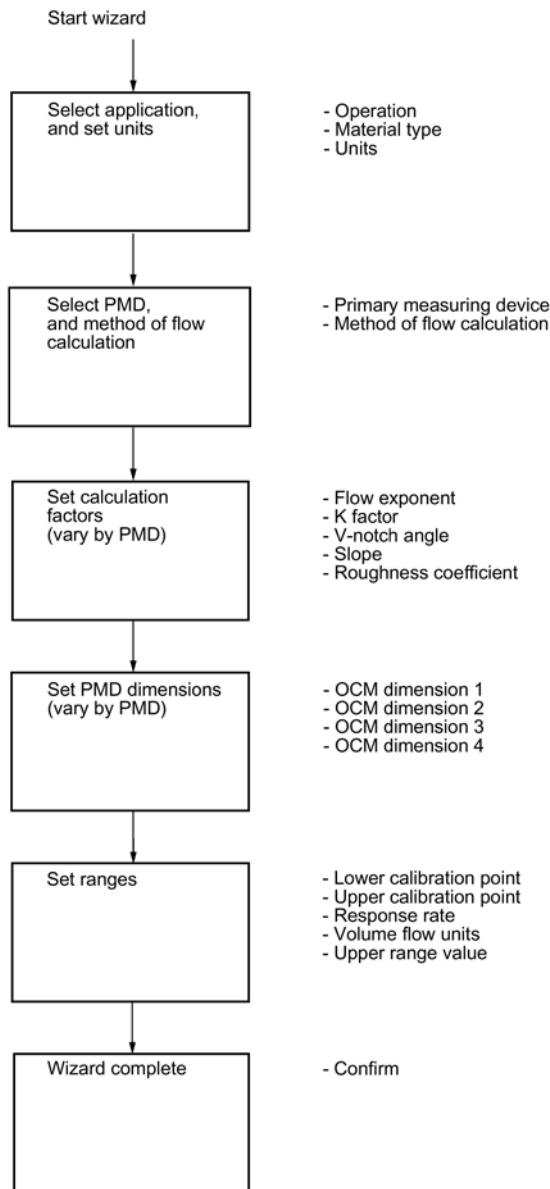 Start wizard
Select application,
and set units
- Operation
- Material type
- Units
Select PMD,
and method of flow
calculation
- Primary measuring device
- Method of flow calculation
Set calculation
factors
(vary by PMD)
- Flow exponent
- K factor
- V-notch angle
- Slope
- Roughness coefficient
Set PMD dimensions
(vary by PMD)
- OCM dimension 1
- OCM dimension 2
- OCM dimension 3
- OCM dimension 4
Set ranges
- Lower calibration point
- Upper calibration point
- Response rate
- Volume flow units
- Upper range value
Wizard complete
- Confirm